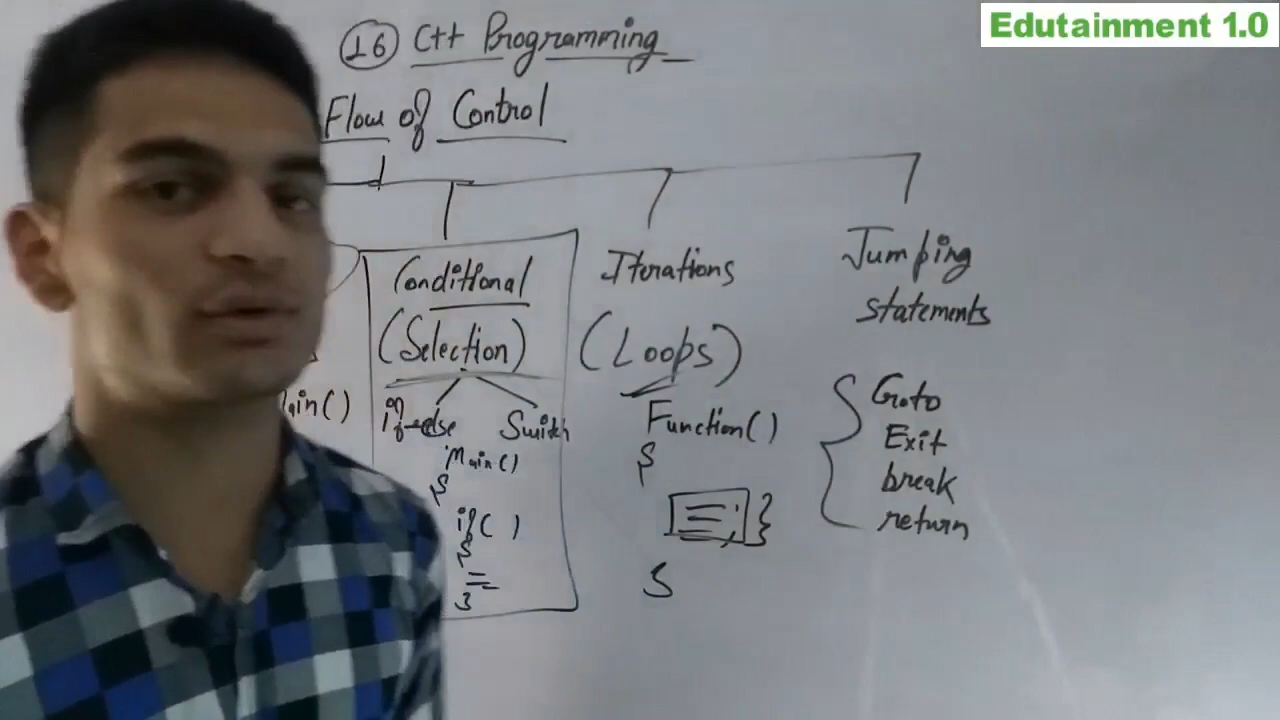 Edutainment 1.0
16 C++ Programming
Flow of Control
Conditional
(Selection)
if-else Switch
Main()
{
if( )
{
}
Iterations
(Loops)
Function()
{
}
Jumping
statements
Goto
Exit
break
return